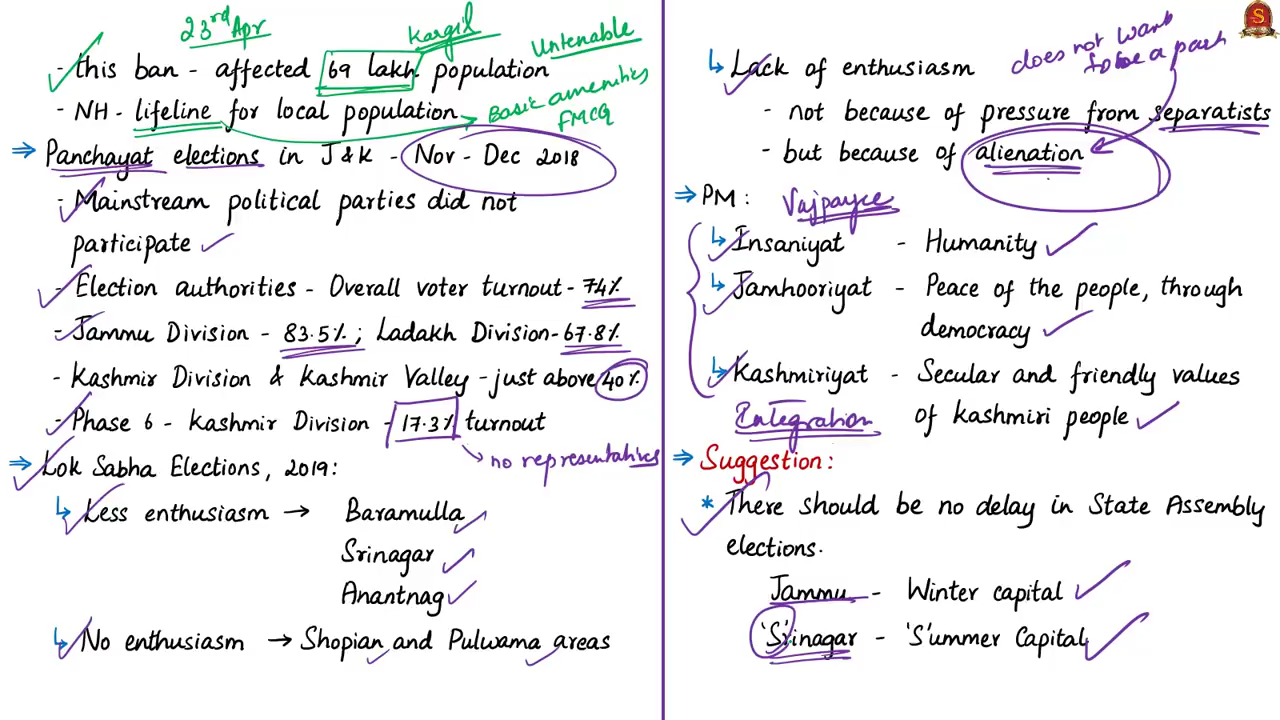 23rd Apr
Kargil
Untenable
- this ban - affected 69 lakh population
- NH - lifeline for local population
Basic amenities
FMCG
⇒ Panchayat elections in J & K - Nov - Dec 2018
- Mainstream political parties did not
participate
- Election authorities - Overall voter turnout - 74%
- Jammu Division - 83.5% ; Ladakh Division - 67.8%
- Kashmir Division & Kashmir Valley - just above 40%
- Phase 6 - Kashmir Division - 17.3% turnout
→ no representatives
⇒ Lok Sabha Elections, 2019:
↳ Less enthusiasm → Baramulla
Srinagar
Anantnag
↳ No enthusiasm → Shopian and Pulwama areas
S
does not want
to be a part
↳ Lack of enthusiasm
- not because of pressure from separatists
- but because of alienation
⇒ PM: Vajpayee
↳ Insaniyat - Humanity
↳ Jamhooriyat - Peace of the people, through
democracy
↳ Kashmiriyat - Secular and friendly values
Integration of kashmiri people
⇒ Suggestion:
* There should be no delay in State Assembly
elections.
Jammu - Winter capital
'S'rinagar - 'S'ummer Capital